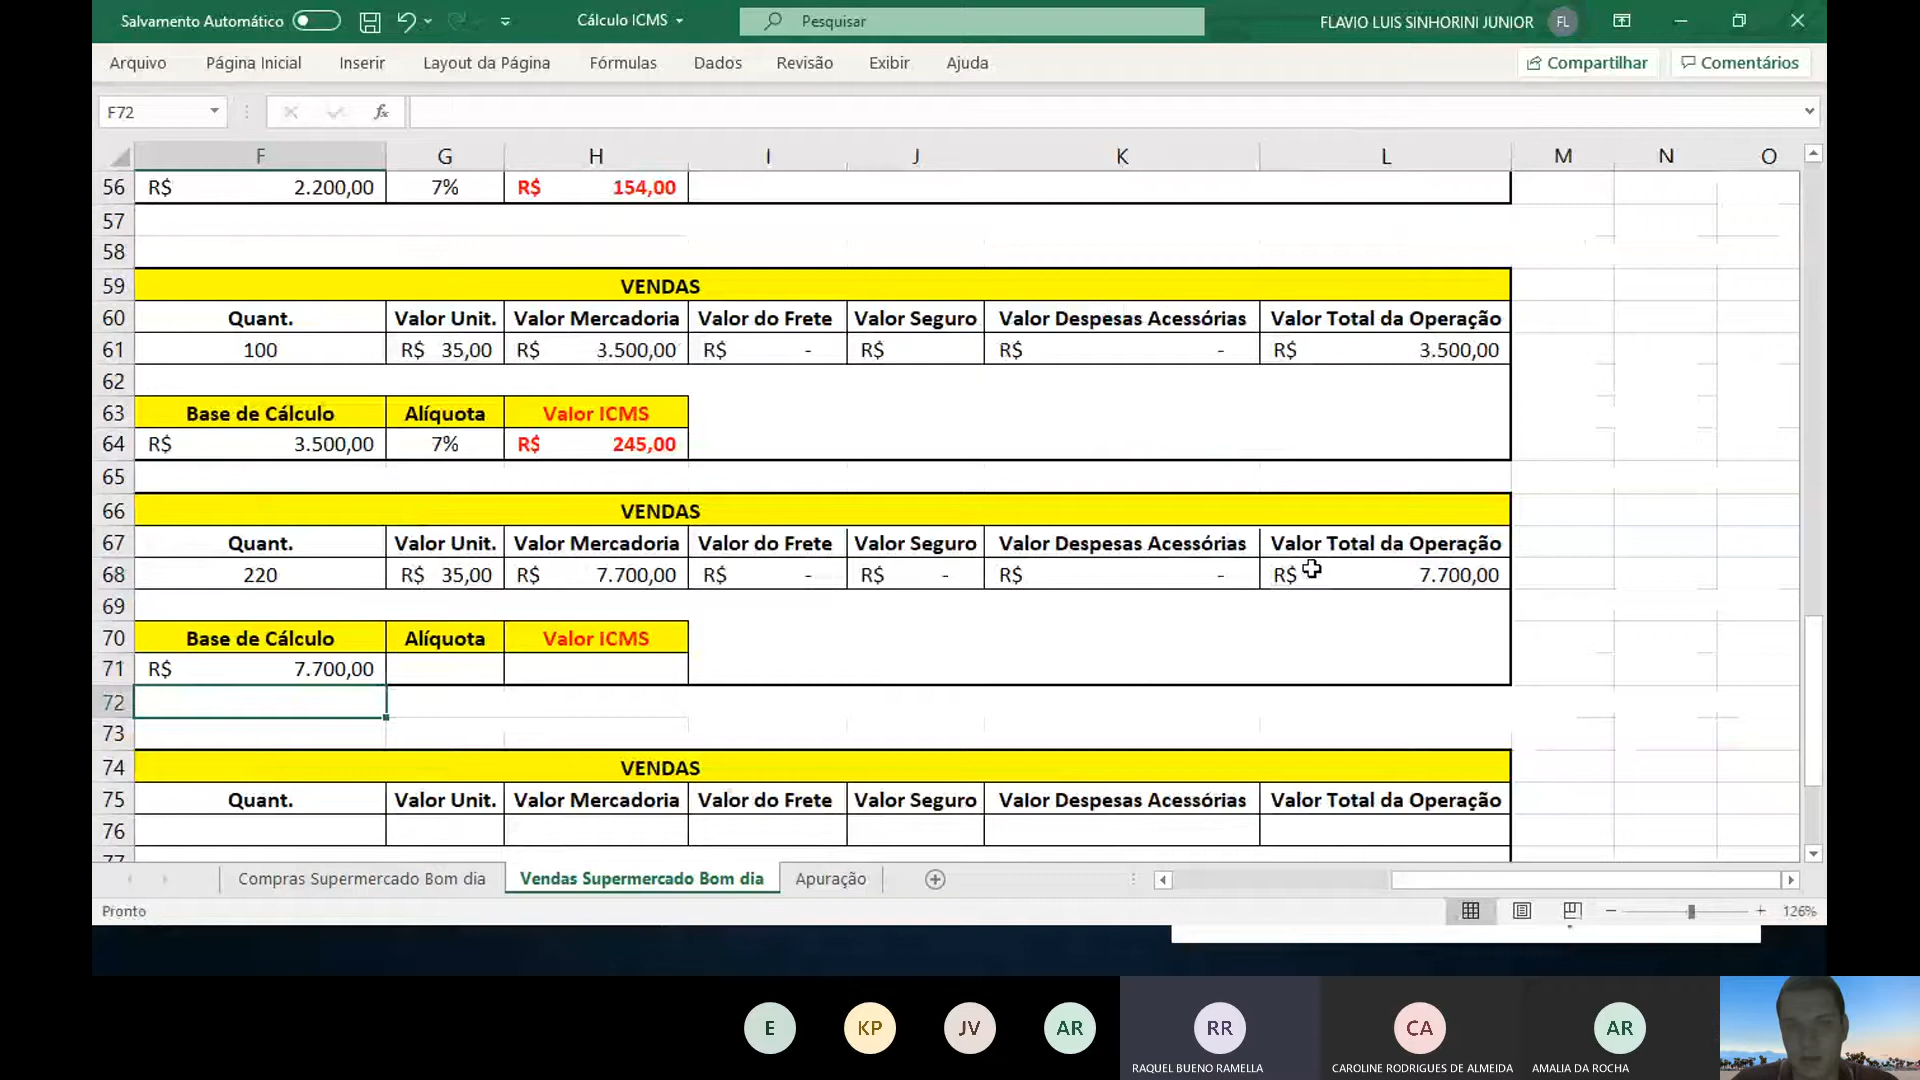 Salvamento Automático Cálculo ICMS Pesquisar FLAVIO LUIS SINHORINI JUNIOR FL
Arquivo Página Inicial Inserir Layout da Página Fórmulas Dados Revisão Exibir Ajuda Compartilhar Comentários
F72 fx
F G H I J K L M N O
56 R$ 2.200,00 7% R$ 154,00
57
58
59 VENDAS
60 Quant. Valor Unit. Valor Mercadoria Valor do Frete Valor Seguro Valor Despesas Acessórias Valor Total da Operação
61 100 R$ 35,00 R$ 3.500,00 R$ - R$ R$ - R$ 3.500,00
62
63 Base de Cálculo Alíquota Valor ICMS
64 R$ 3.500,00 7% R$ 245,00
65
66 VENDAS
67 Quant. Valor Unit. Valor Mercadoria Valor do Frete Valor Seguro Valor Despesas Acessórias Valor Total da Operação
68 220 R$ 35,00 R$ 7.700,00 R$ - R$ - R$ - R$ 7.700,00
69
70 Base de Cálculo Alíquota Valor ICMS
71 R$ 7.700,00
72
73
74 VENDAS
75 Quant. Valor Unit. Valor Mercadoria Valor do Frete Valor Seguro Valor Despesas Acessórias Valor Total da Operação
76
77
Compras Supermercado Bom dia Vendas Supermercado Bom dia Apuração
Pronto 126%
E KP JV AR RR CA AR
RAQUEL BUENO RAMELLA CAROLINE RODRIGUES DE ALMEIDA AMALIA DA ROCHA